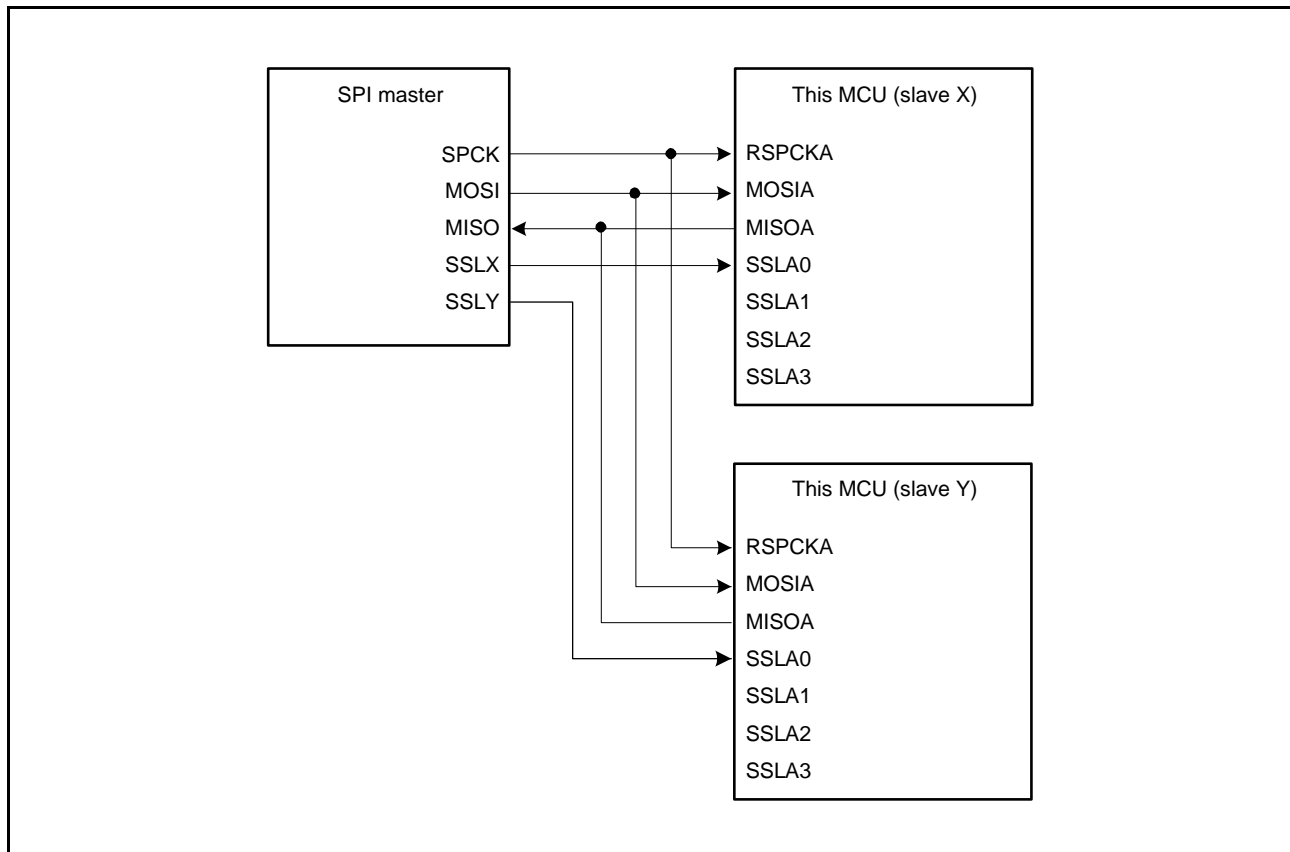 SPI master
SPCK
MOSI
MISO
SSLX
SSLY
This MCU (slave X)
RSPCKA
MOSIA
MISOA
SSLA0
SSLA1
SSLA2
SSLA3
This MCU (slave Y)
RSPCKA
MOSIA
MISOA
SSLA0
SSLA1
SSLA2
SSLA3